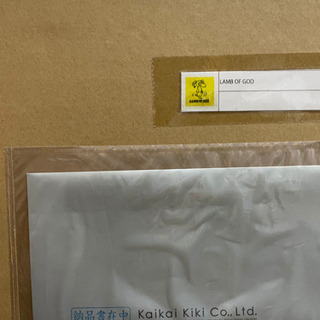 LAMB OF GOD
納品書在中 Kaikai Kiki Co., Ltd.